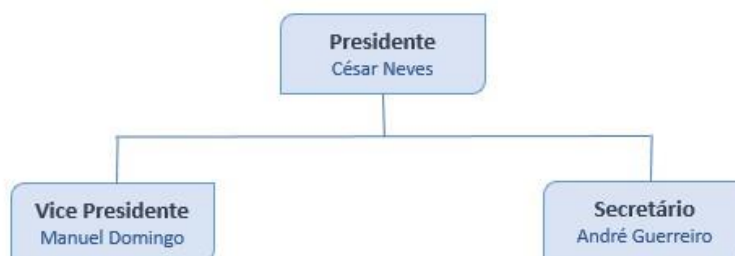 Presidente
César Neves
Vice Presidente
Manuel Domingo
Secretário
André Guerreiro